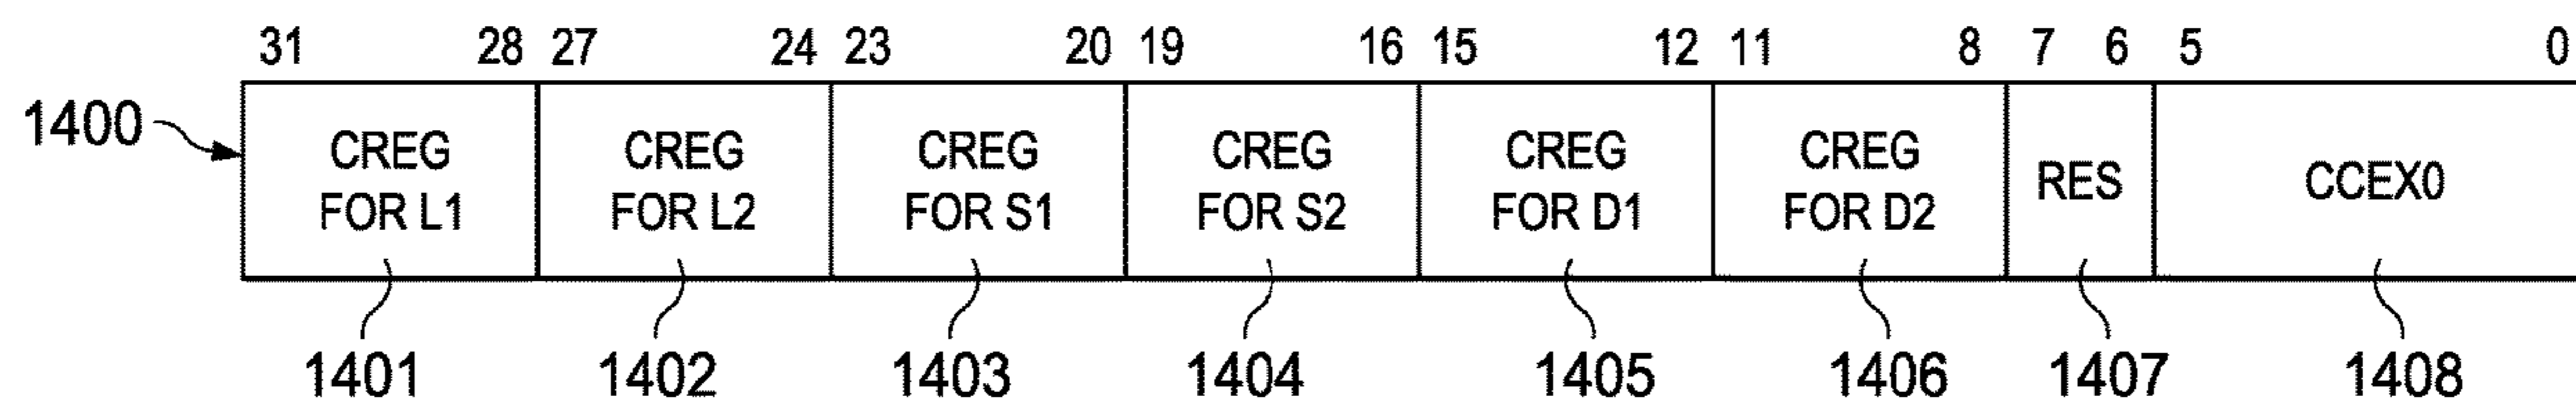 31 28 27 24 23 20 19 16 15 12 11 8 7 6 5 0
1400
CREG CREG CREG CREG CREG CREG
FOR L1 FOR L2 FOR S1 FOR S2 FOR D1 FOR D2
RES CCEX0
1401 1402 1403 1404 1405 1406 1407 1408